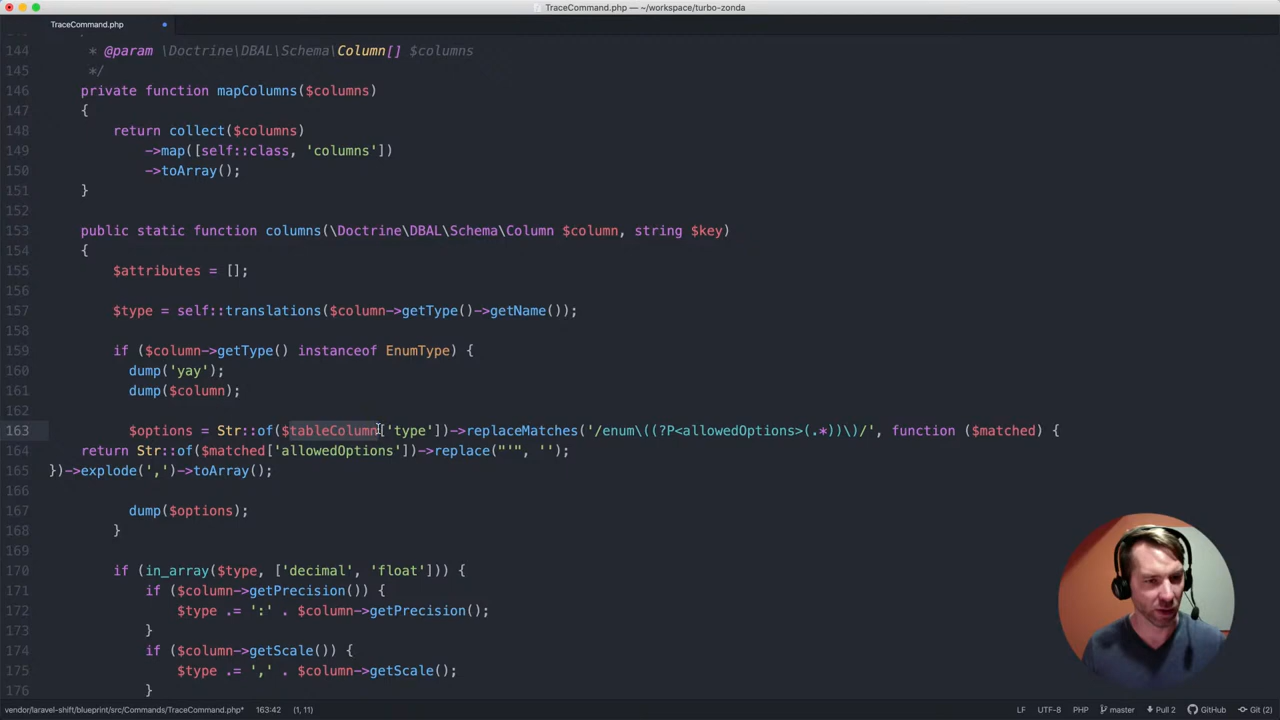 TraceCommand.php — ~/workspace/turbo-zonda
TraceCommand.php
144 * @param \Doctrine\DBAL\Schema\Column[] $columns
145 */
146 private function mapColumns($columns)
147 {
148 return collect($columns)
149 ->map([self::class, 'columns'])
150 ->toArray();
151 }
152
153 public static function columns(\Doctrine\DBAL\Schema\Column $column, string $key)
154 {
155 $attributes = [];
156
157 $type = self::translations($column->getType()->getName());
158
159 if ($column->getType() instanceof EnumType) {
160 dump('yay');
161 dump($column);
162
163 $options = Str::of($tableColumn['type'])->replaceMatches('/enum\((?P<allowedOptions>(.*))\)/', function ($matched) {
164 return Str::of($matched['allowedOptions'])->replace("'", '');
165 })->explode(',')->toArray();
166
167 dump($options);
168 }
169
170 if (in_array($type, ['decimal', 'float'])) {
171 if ($column->getPrecision()) {
172 $type .= ':' . $column->getPrecision();
173 }
174 if ($column->getScale()) {
175 $type .= ',' . $column->getScale();
176 }
vendor/laravel-shift/blueprint/src/Commands/TraceCommand.php* 163:42 (1, 11) LF UTF-8 PHP master Pull 2 GitHub Git (2)